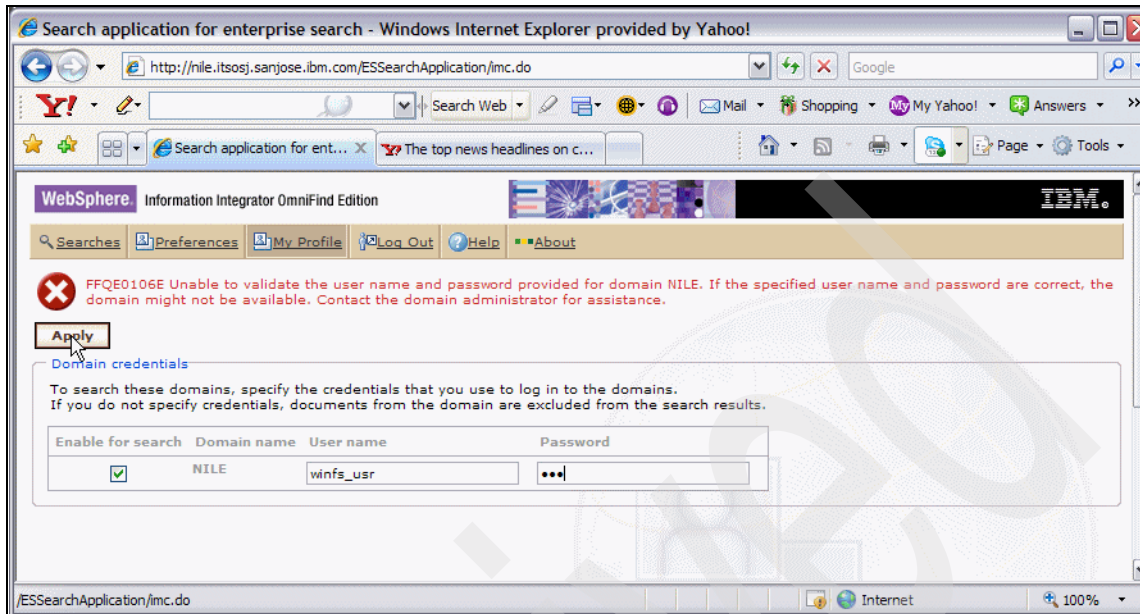 Search application for enterprise search - Windows Internet Explorer provided by Yahoo!
http://nile.itsosj.sanjose.ibm.com/ESSearchApplication/imc.do
Google
Y! Search Web Mail Shopping My My Yahoo! Answers »
Search application for ent... X Y? The top news headlines on c... Page Tools
WebSphere. Information Integrator OmniFind Edition IBM.
Searches Preferences My Profile Log Out ? Help About
FFQE0106E Unable to validate the user name and password provided for domain NILE. If the specified user name and password are correct, the
domain might not be available. Contact the domain administrator for assistance.
Apply
Domain credentials
To search these domains, specify the credentials that you use to log in to the domains.
If you do not specify credentials, documents from the domain are excluded from the search results.
Enable for search Domain name User name Password
NILE winfs_usr •••
/ESSearchApplication/imc.do Internet 100%